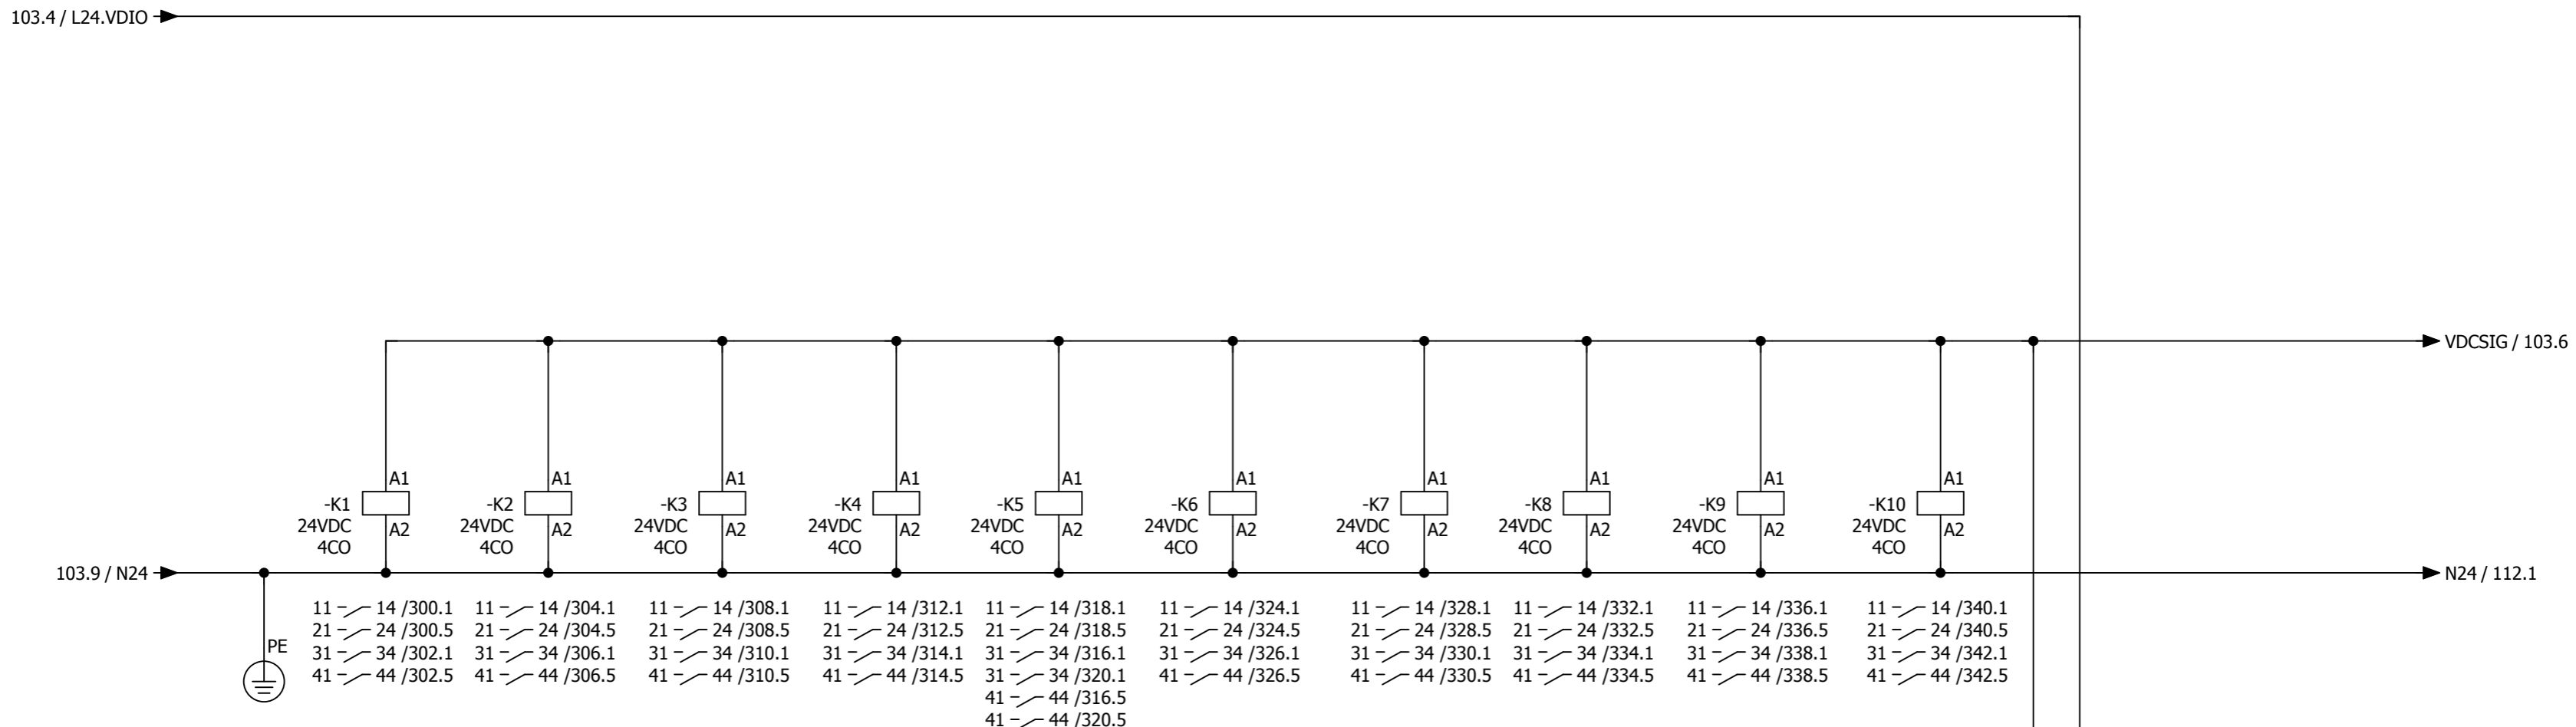 103.4 / L24.VDIO
VDCSIG / 103.6
A1 A1 A1 A1 A1 A1 A1 A1 A1 A1
-K1 -K2 -K3 -K4 -K5 -K6 -K7 -K8 -K9 -K10
24VDC 24VDC 24VDC 24VDC 24VDC 24VDC 24VDC 24VDC 24VDC 24VDC
A2 A2 A2 A2 A2 A2 A2 A2 A2 A2
4CO 4CO 4CO 4CO 4CO 4CO 4CO 4CO 4CO 4CO
103.9 / N24 N24 / 112.1
11 14 /300.1 11 14 /304.1 11 14 /308.1 11 14 /312.1 11 14 /318.1 11 14 /324.1 11 14 /328.1 11 14 /332.1 11 14 /336.1 11 14 /340.1
21 24 /300.5 21 24 /304.5 21 24 /308.5 21 24 /312.5 21 24 /318.5 21 24 /324.5 21 24 /328.5 21 24 /332.5 21 24 /336.5 21 24 /340.5
PE
31 34 /302.1 31 34 /306.1 31 34 /310.1 31 34 /314.1 31 34 /316.1 31 34 /326.1 31 34 /330.1 31 34 /334.1 31 34 /338.1 31 34 /342.1
41 44 /302.5 41 44 /306.5 41 44 /310.5 41 44 /314.5 31 34 /320.1 41 44 /326.5 41 44 /330.5 41 44 /334.5 41 44 /338.5 41 44 /342.5
41 44 /316.5
41 44 /320.5